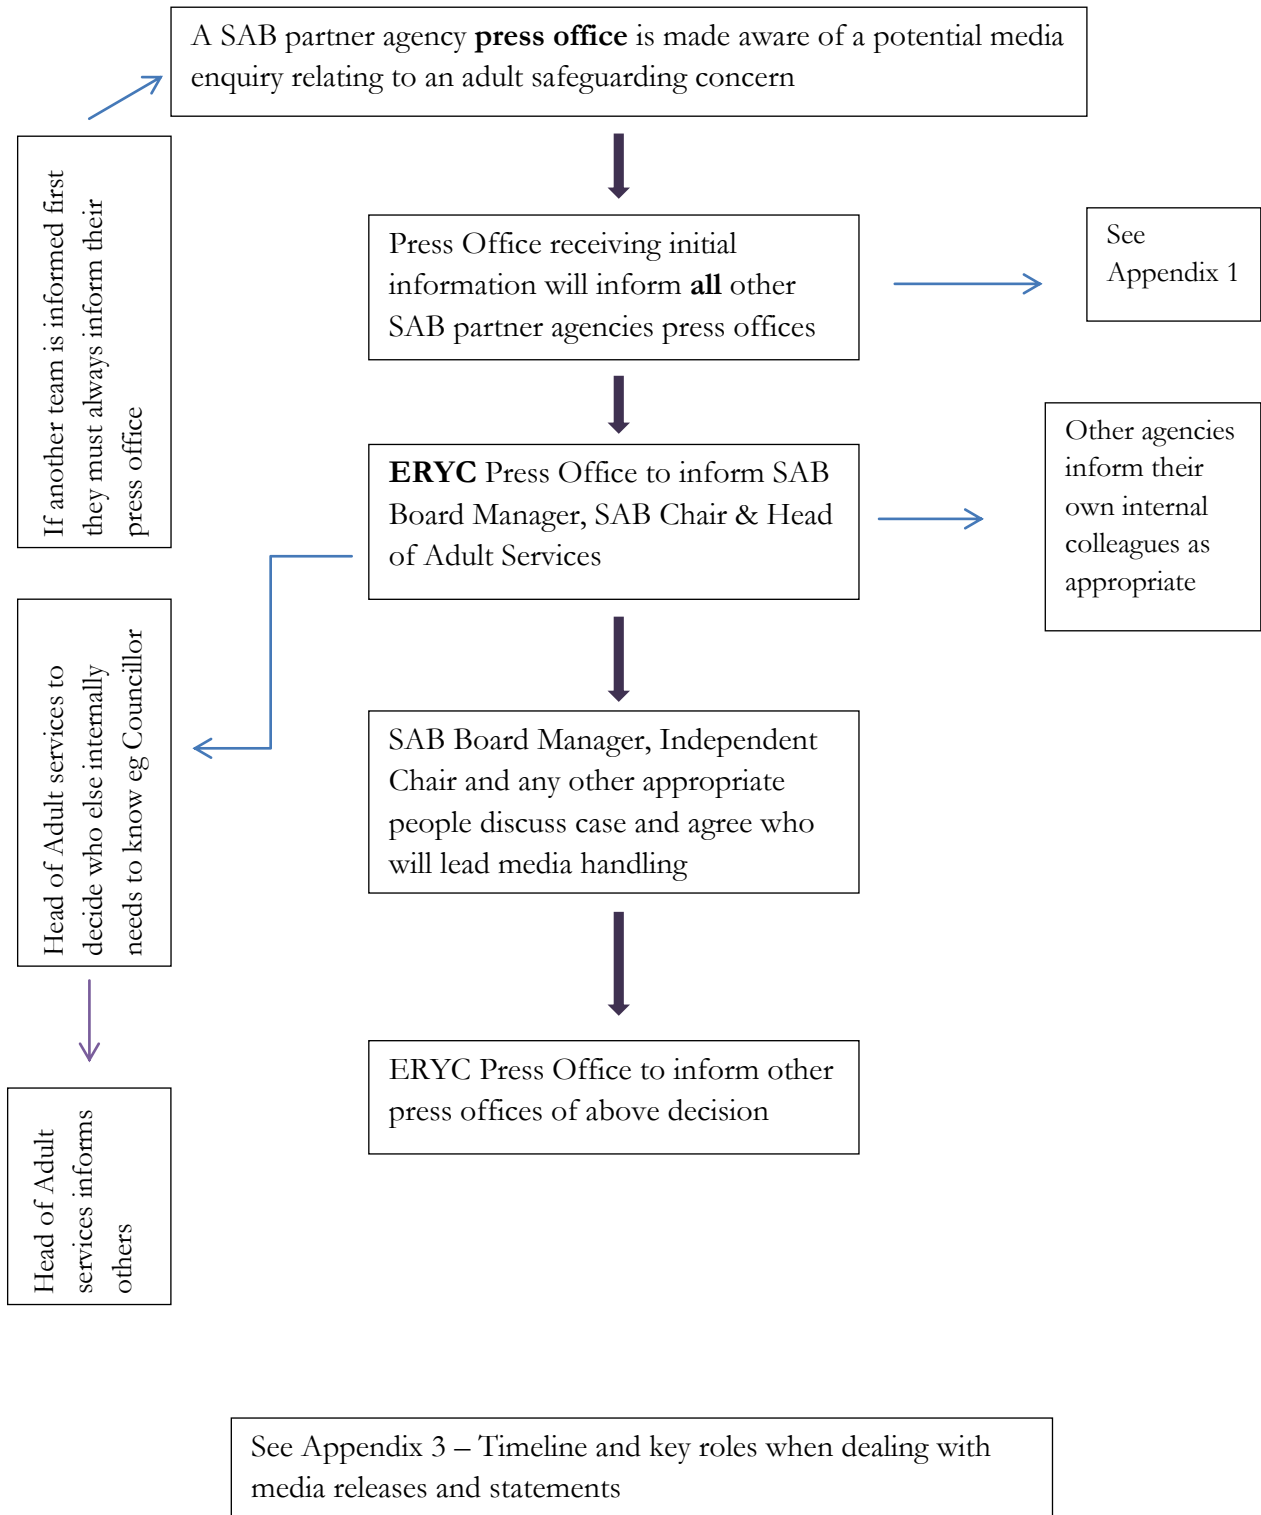 A SAB partner agency press office is made aware of a potential media
enquiry relating to an adult safeguarding concern
If another team is informed first
they must always inform their
press office
Press Office receiving initial
information will inform all other
SAB partner agencies press offices
See
Appendix 1
ERYC Press Office to inform SAB
Board Manager, SAB Chair & Head
of Adult Services
Other agencies
inform their
own internal
colleagues as
appropriate
Head of Adult services to
decide who else internally
needs to know eg Councillor
SAB Board Manager, Independent
Chair and any other appropriate
people discuss case and agree who
will lead media handling
ERYC Press Office to inform other
press offices of above decision
Head of Adult
services informs
others
See Appendix 3 – Timeline and key roles when dealing with
media releases and statements